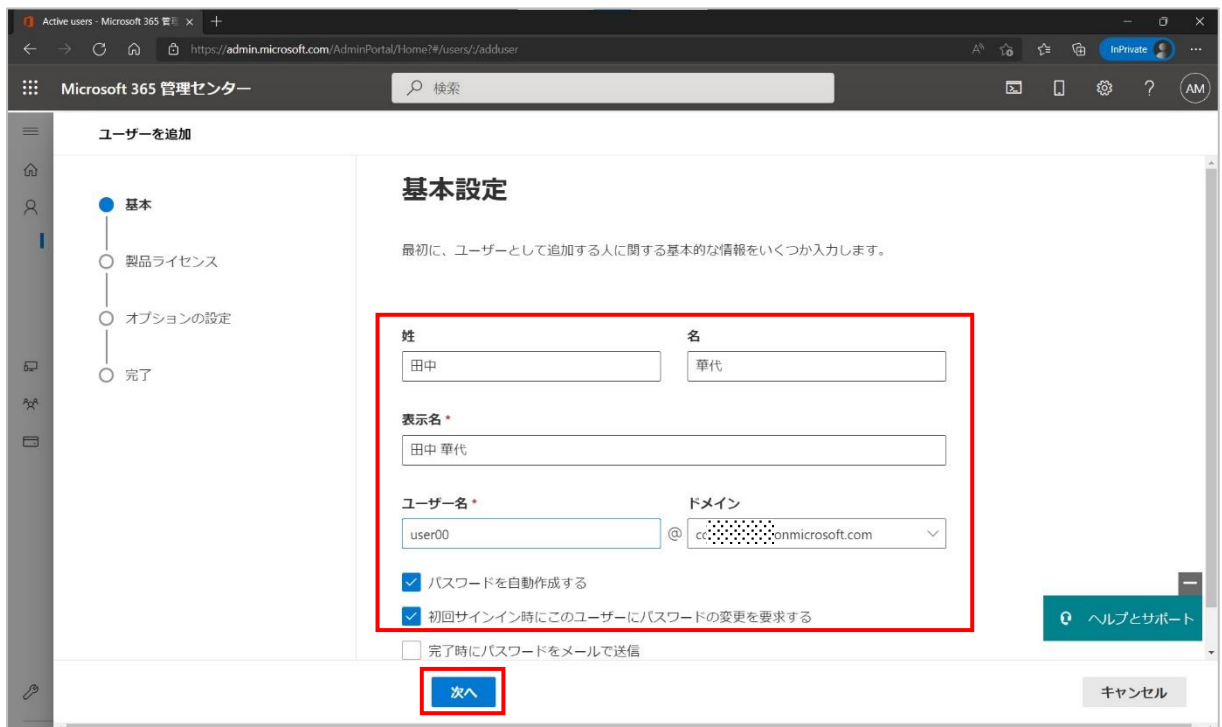 Active users - Microsoft 365 管理
https://admin.microsoft.com/AdminPortal/Home?#/users/:/adduser
InPrivate
Microsoft 365 管理センター
検索
AM
ユーザーを追加
基本
製品ライセンス
オプションの設定
完了
基本設定
最初に、ユーザーとして追加する人に関する基本的な情報をいくつか入力します。
姓 名
田中 華代
表示名 *
田中 華代
ユーザー名 * ドメイン
user00 @ onmicrosoft.com
パスワードを自動作成する
初回サインイン時にこのユーザーにパスワードの変更を要求する
完了時にパスワードをメールで送信
ヘルプとサポート
次へ
キャンセル